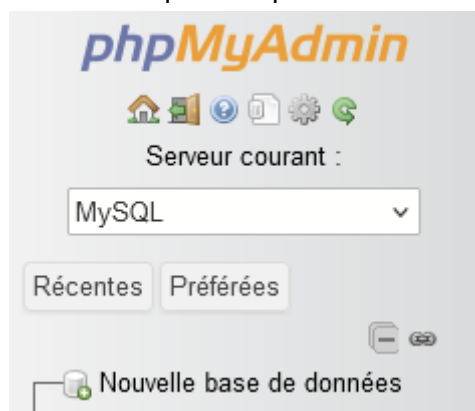 phpMyAdmin
Serveur courant :
MySQL
Récentes Préférées
Nouvelle base de données